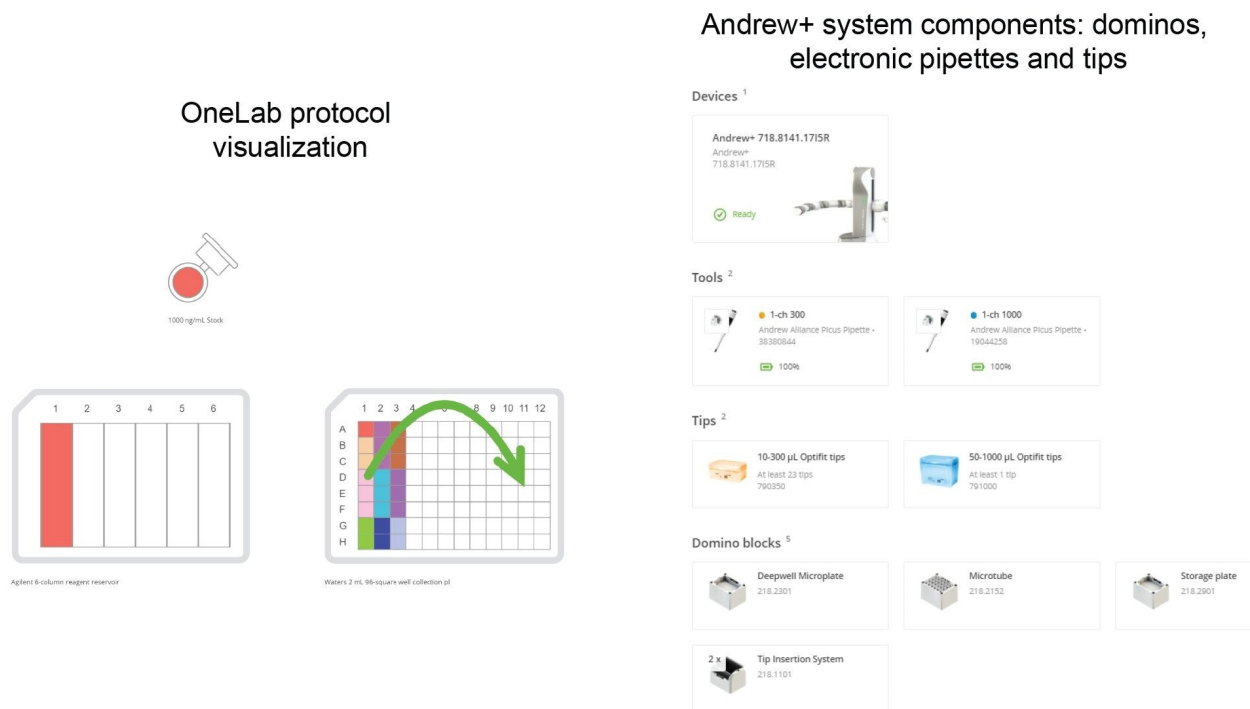 OneLab protocol
visualization
1000 ng/mL Stock
1 2 3 4 5 6
Agilent 6-column reagent reservoir
1 2 3 4 6 8 9 10 11 12
A
B
C
D
E
F
G
H
Waters 2 mL 96-square well collection pl
Andrew+ system components: dominos,
electronic pipettes and tips
Devices 1
Andrew+ 718.8141.17I5R
Andrew+
718.8141.17I5R
Ready
Tools 2
1-ch 300
Andrew Alliance Picus Pipette -
38380844
100%
1-ch 1000
Andrew Alliance Picus Pipette -
19044258
100%
Tips 2
10-300 µL Optifit tips
At least 23 tips
790350
50-1000 µL Optifit tips
At least 1 tip
791000
Domino blocks 5
Deepwell Microplate
218.2301
Microtube
218.2152
Storage plate
218.2901
2 x
Tip Insertion System
218.1101